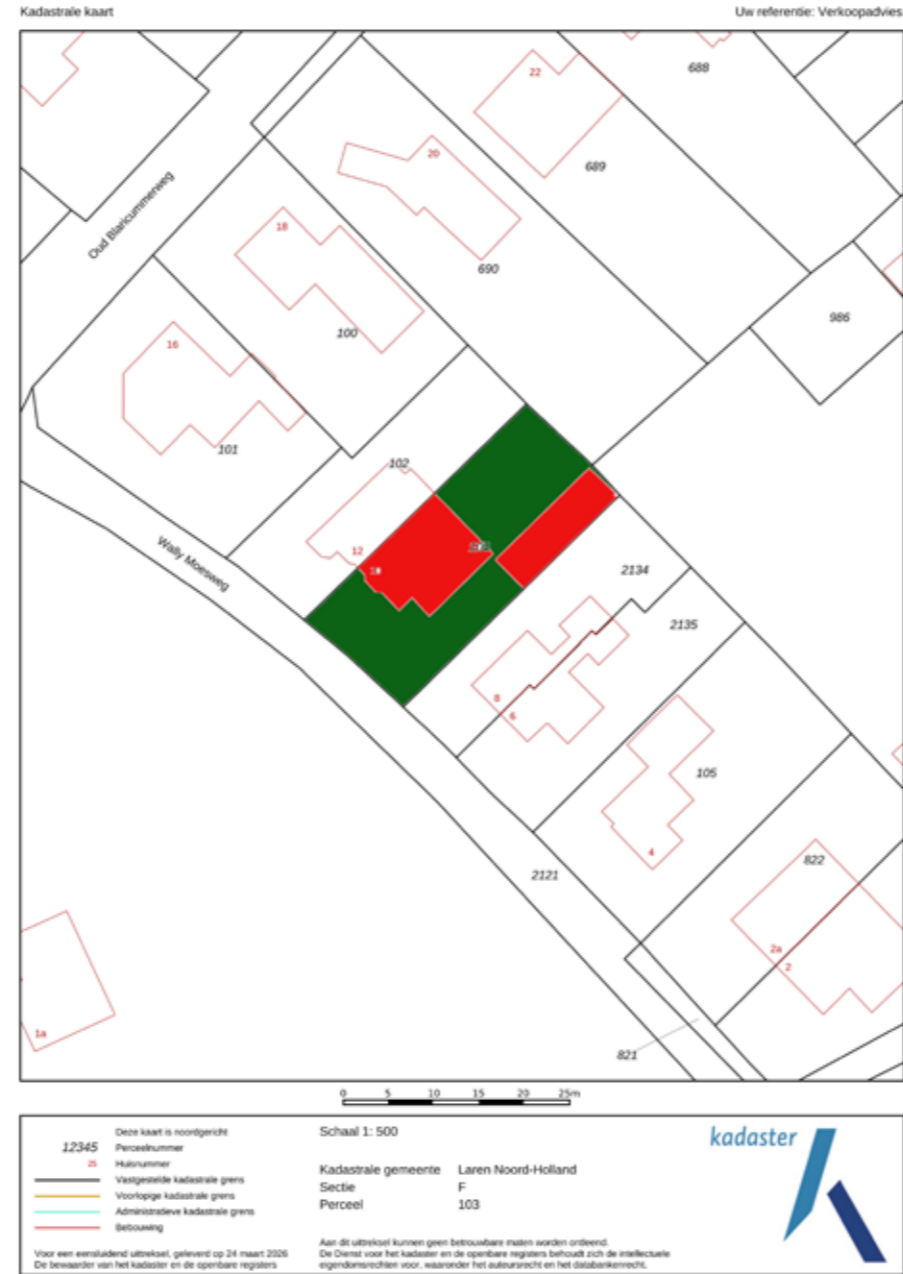 Kadastrale kaart
Uw referentie: Verkoopadvies
22
688
20
689
Oud Blaricummerweg
18
690
986
100
16
101
102
12
Wally Moesweg
2134
2135
8
6
105
4
822
2121
2a
2
1a
821
0 5 10 15 20 25m
Deze kaart is noordgericht
12345 Perceelnummer
25 Huisnummer
Vastgestelde kadastrale grens
Voorlopige kadastrale grens
Administratieve kadastrale grens
Bebouwing
Voor een eensluidend uittreksel, geleverd op 24 maart 2026
De bewaarder van het kadaster en de openbare registers
Schaal 1: 500
Kadastrale gemeente Laren Noord-Holland
Sectie F
Perceel 103
Aan dit uittreksel kunnen geen betrouwbare maten worden ontleend.
De Dienst voor het kadaster en de openbare registers behoudt zich de intellectuele
eigendomsrechten voor, waaronder het auteursrecht en het databankenrecht.
kadaster